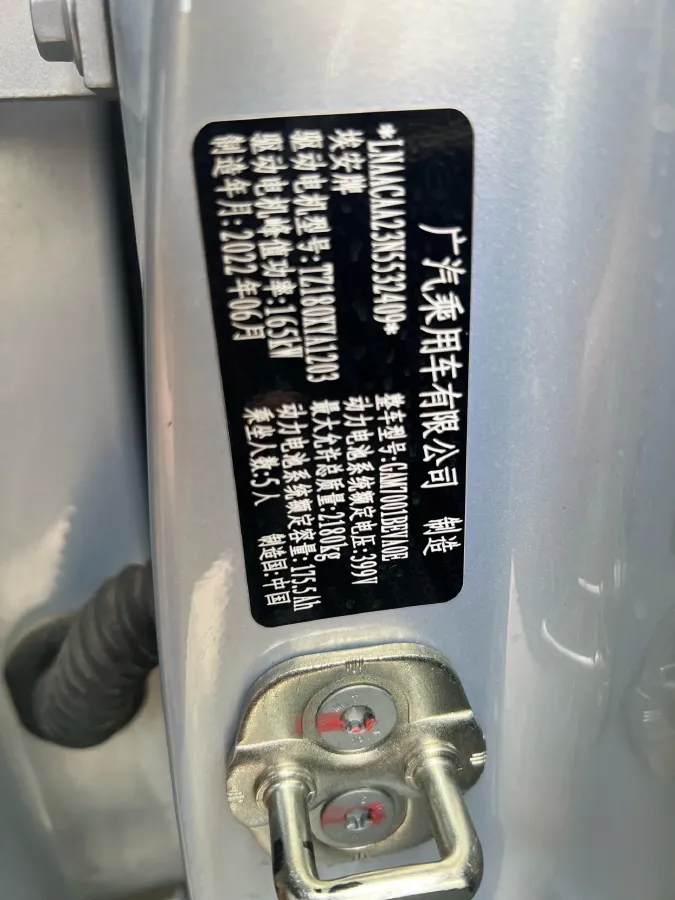 广汽乘用车有限公司 制造
*LNAACAA23N5532409*
整车型号:GAM7001BEVA0E
埃安牌
动力电池系统额定电压:399V
驱动电机型号:TZ180XYA1203
最大允许总质量:2180kg
驱动电机峰值功率:165kW
动力电池系统额定容量:175.5Ah
制造年月:2022年06月
乘坐人数:5人
制造国:中国